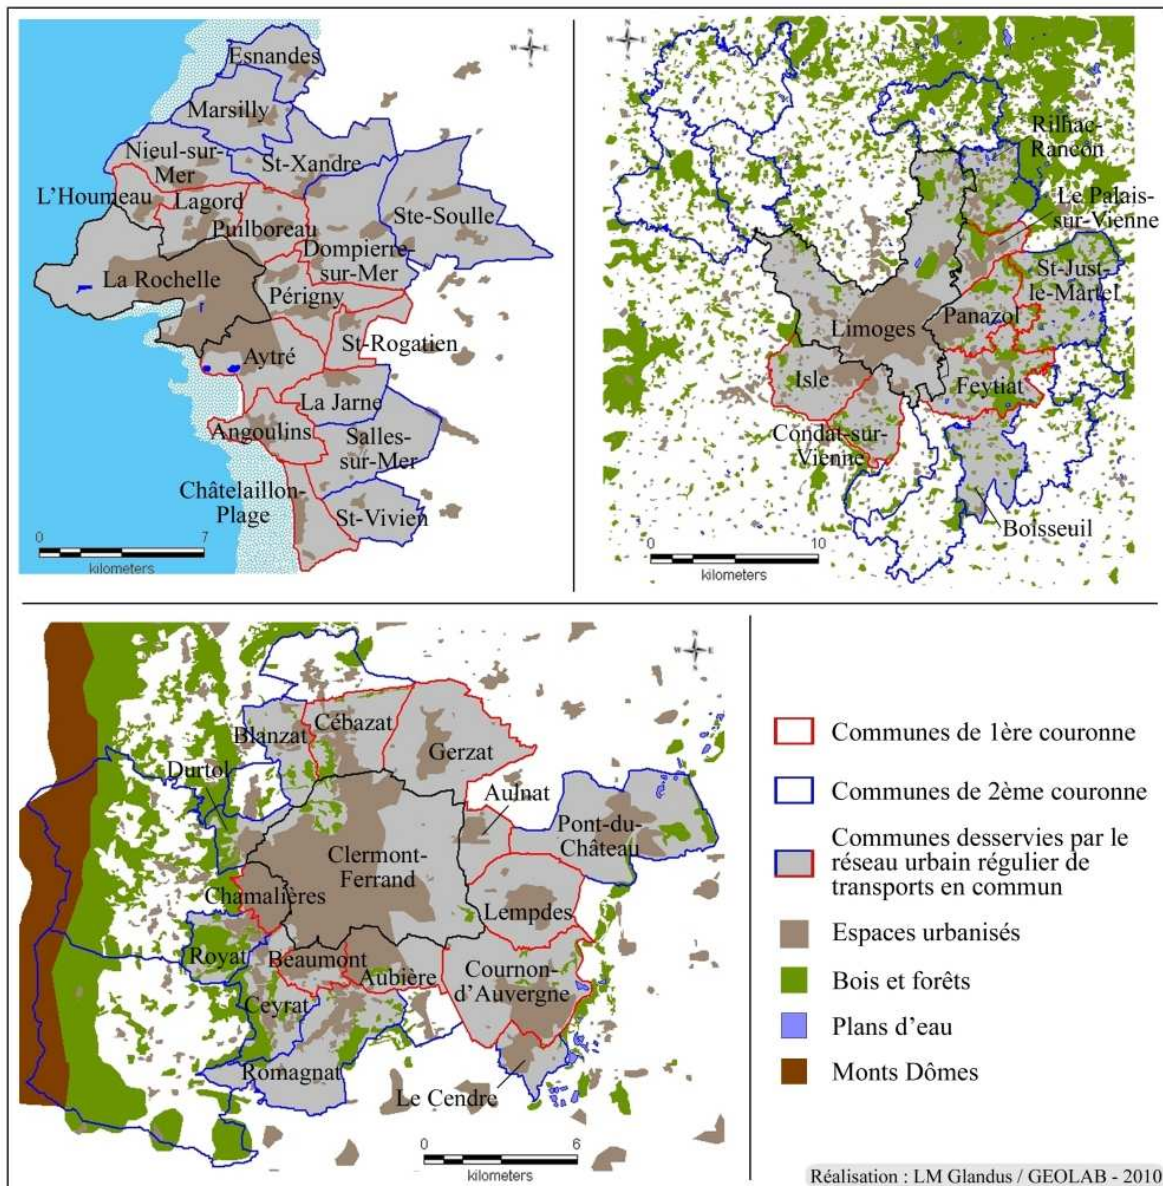 Esnandes
Marsilly
Nieul-sur-
Mer
St-Xandre
L'Houmeau
Lagord
Puilboreau
Ste-Soulle
Dompierre-
sur-Mer
La Rochelle
Périgny
St-Rogatien
Aytré
La Jarne
Angoulins
Salles-
sur-Mer
Châtelaillon-
Plage
St-Vivien
0 7
kilometers
N
W E
S
Rilhac-
Rancon
Le Palais-
sur-Vienne
St-Just-
le-Martel
Panazol
Limoges
Isle
Feytiat
Condat-sur-
Vienne
Boisseuil
0 10
kilometers
N
W E
S
Blanzat
Cébazat
Gerzat
Durtol
Aulnat
Pont-du-
Château
Clermont-
Ferrand
Chamalières
Lempdes
Royat
Beaumont
Aubière
Cournon-
d'Auvergne
Ceyrat
Romagnat
Le Cendre
0 6
kilometers
N
W E
S
Communes de 1ère couronne
Communes de 2ème couronne
Communes desservies par le
réseau urbain régulier de
transports en commun
Espaces urbanisés
Bois et forêts
Plans d'eau
Monts Dômes
Réalisation : LM Glandus / GEOLAB - 2010